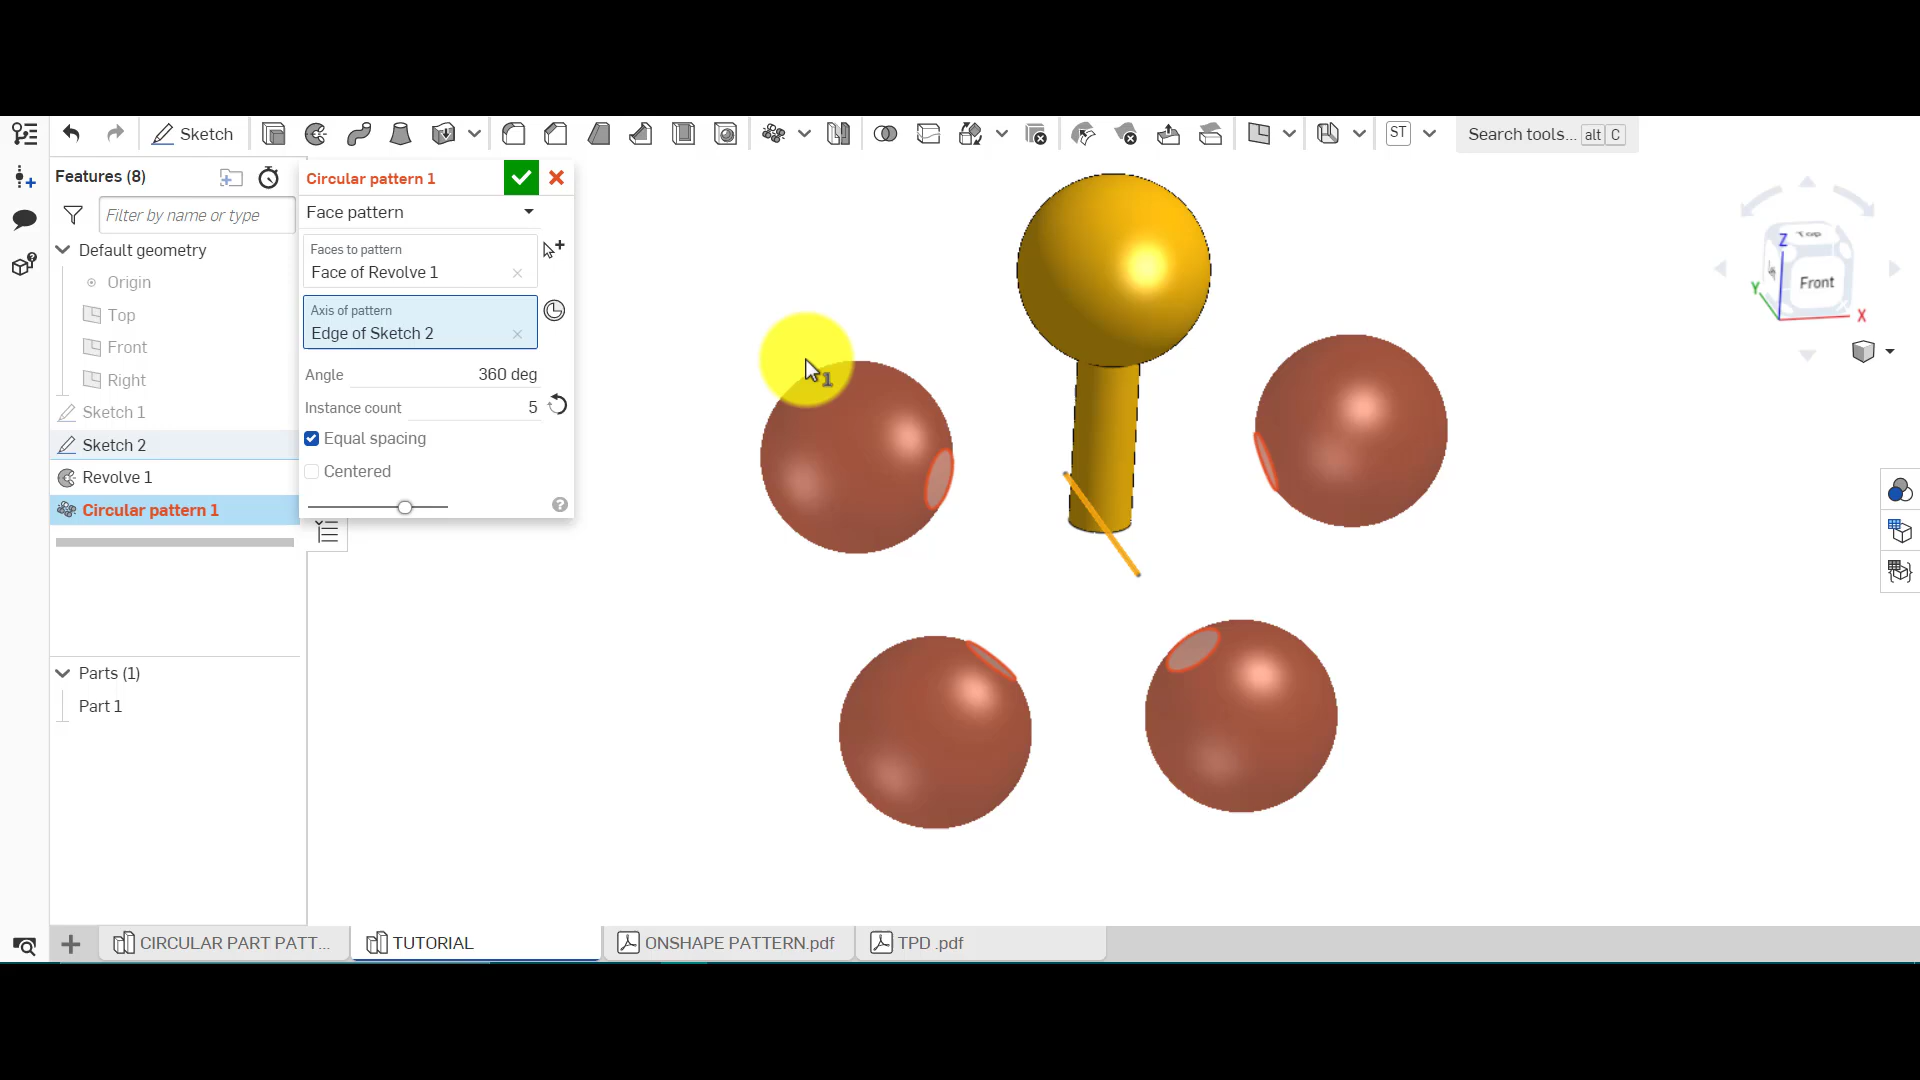 Sketch
ST
Search tools... alt C
Features (8)
Filter by name or type
Default geometry
Origin
Top
Front
Right
Sketch 1
Sketch 2
Revolve 1
Circular pattern 1
Parts (1)
Part 1
Circular pattern 1
Face pattern
Faces to pattern
Face of Revolve 1
Axis of pattern
Edge of Sketch 2
Angle 360 deg
Instance count 5
Equal spacing
Centered
1
Top
Z
Front
Y
X
CIRCULAR PART PATT...
TUTORIAL
ONSHAPE PATTERN.pdf
TPD .pdf